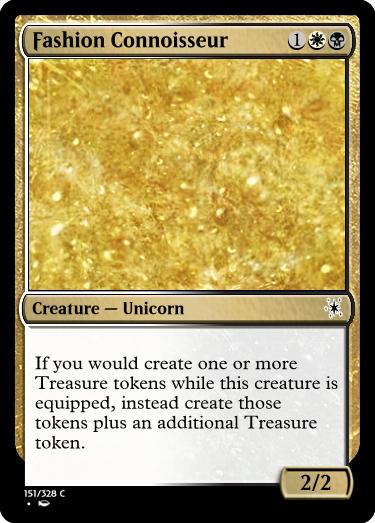 Fashion Connoisseur 1
Creature — Unicorn
If you would create one or more
Treasure tokens while this creature is
equipped, instead create those
tokens plus an additional Treasure
token.
2/2
151/328 C